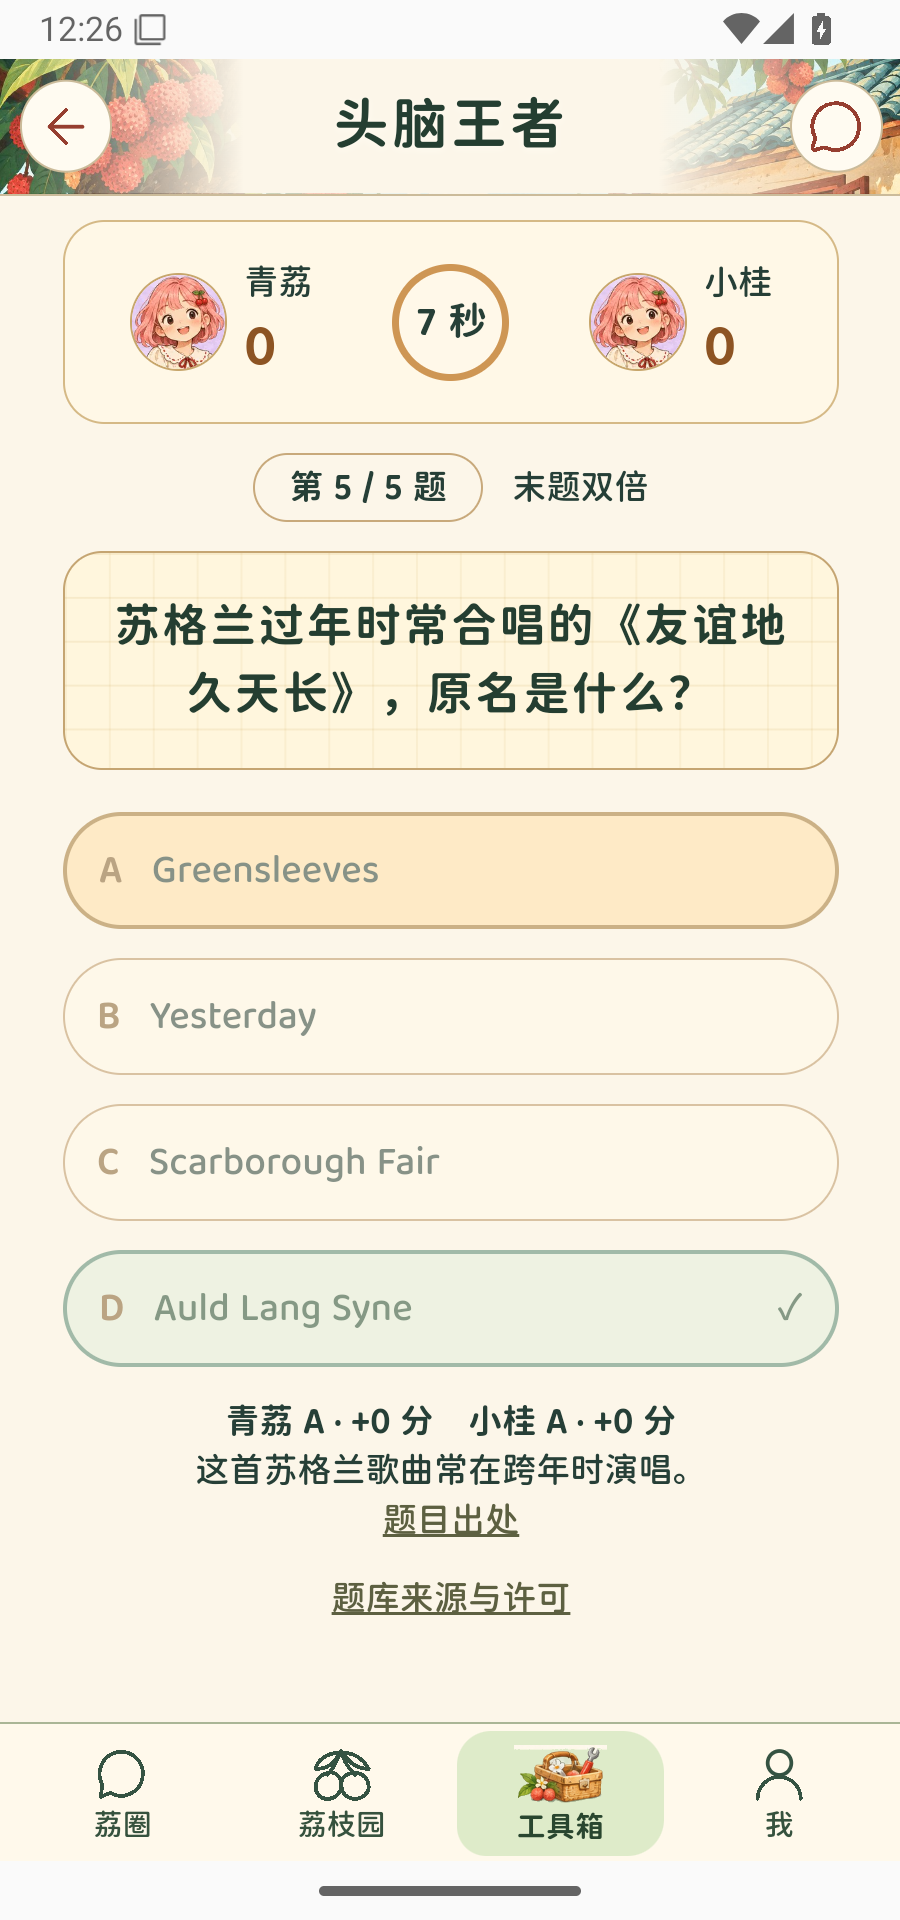 12:26
头脑王者
青荔
0
7 秒
小桂
0
第 5 / 5 题
末题双倍
苏格兰过年时常合唱的《友谊地
久天长》，原名是什么？
A Greensleeves
B Yesterday
C Scarborough Fair
D Auld Lang Syne ✓
青荔 A · +0 分 小桂 A · +0 分
这首苏格兰歌曲常在跨年时演唱。
题目出处
题库来源与许可
荔圈
荔枝园
工具箱
我